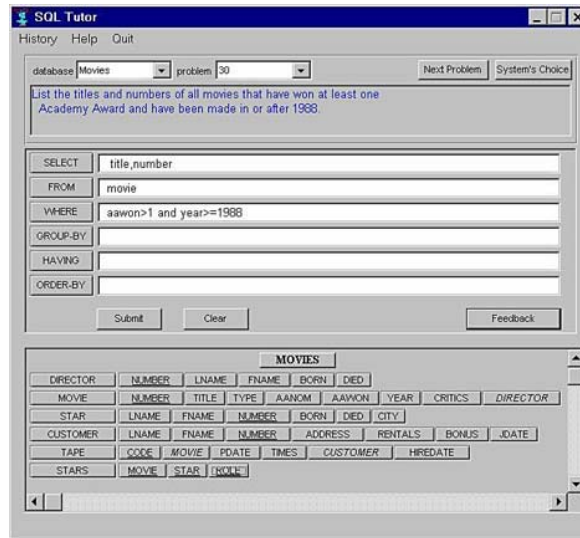 SQL Tutor
History Help Quit
database Movies problem 30 Next Problem System's Choice
List the titles and numbers of all movies that have won at least one
Academy Award and have been made in or after 1988.
SELECT title,number
FROM movie
WHERE aawon>1 and year>=1988
GROUP-BY
HAVING
ORDER-BY
Submit Clear Feedback
MOVIES
DIRECTOR NUMBER LNAME FNAME BORN DIED
MOVIE NUMBER TITLE TYPE AANOM AAWON YEAR CRITICS DIRECTOR
STAR LNAME FNAME NUMBER BORN DIED CITY
CUSTOMER LNAME FNAME NUMBER ADDRESS RENTALS BONUS JDATE
TAPE CODE MOVIE PDATE TIMES CUSTOMER HIREDATE
STARS MOVIE STAR ROLE